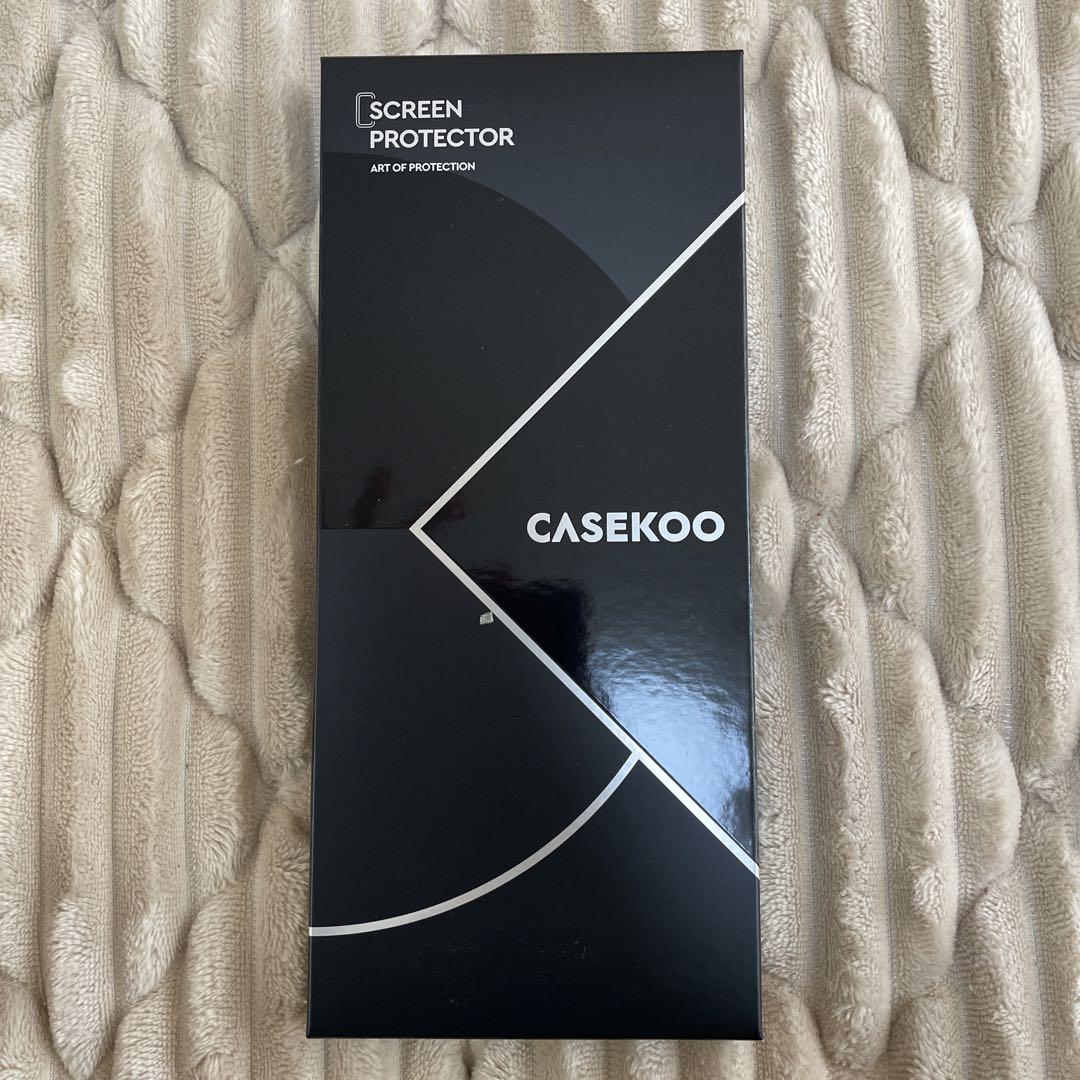 SCREEN
PROTECTOR
ART OF PROTECTION
CASEKOO